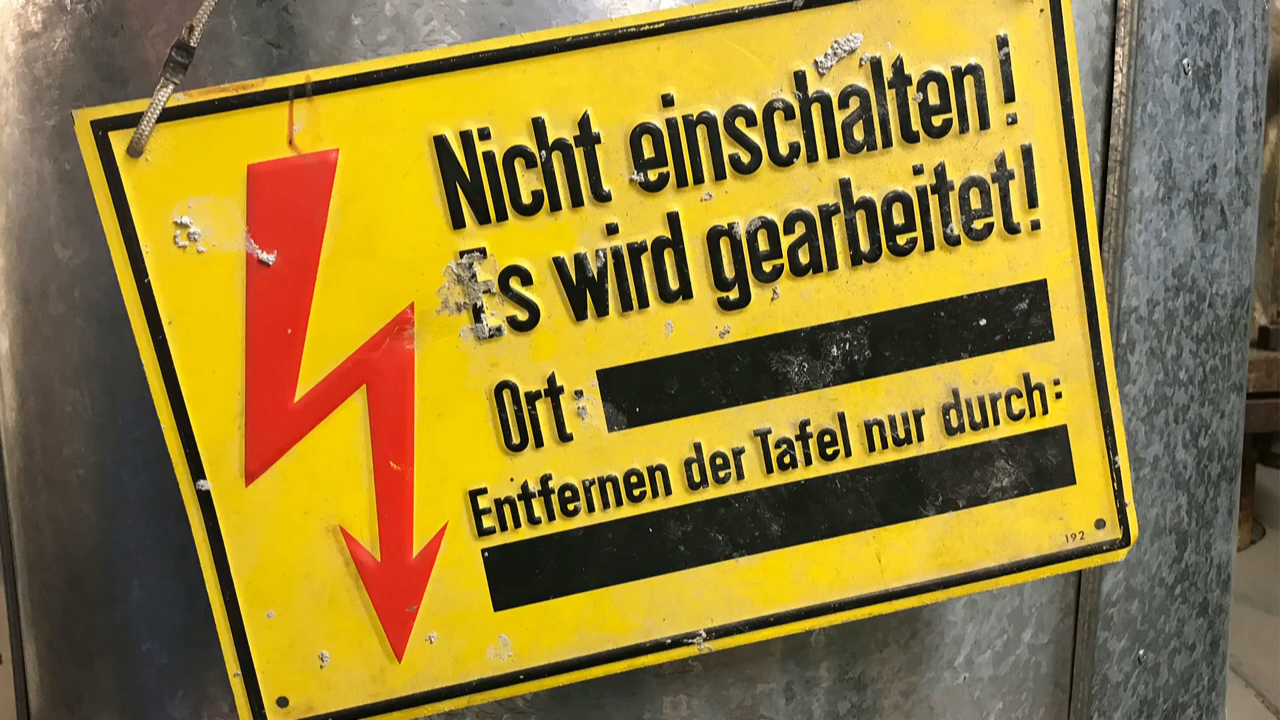 Nicht einschalten!
Es wird gearbeitet!
Ort:
Entfernen der Tafel nur durch:
192